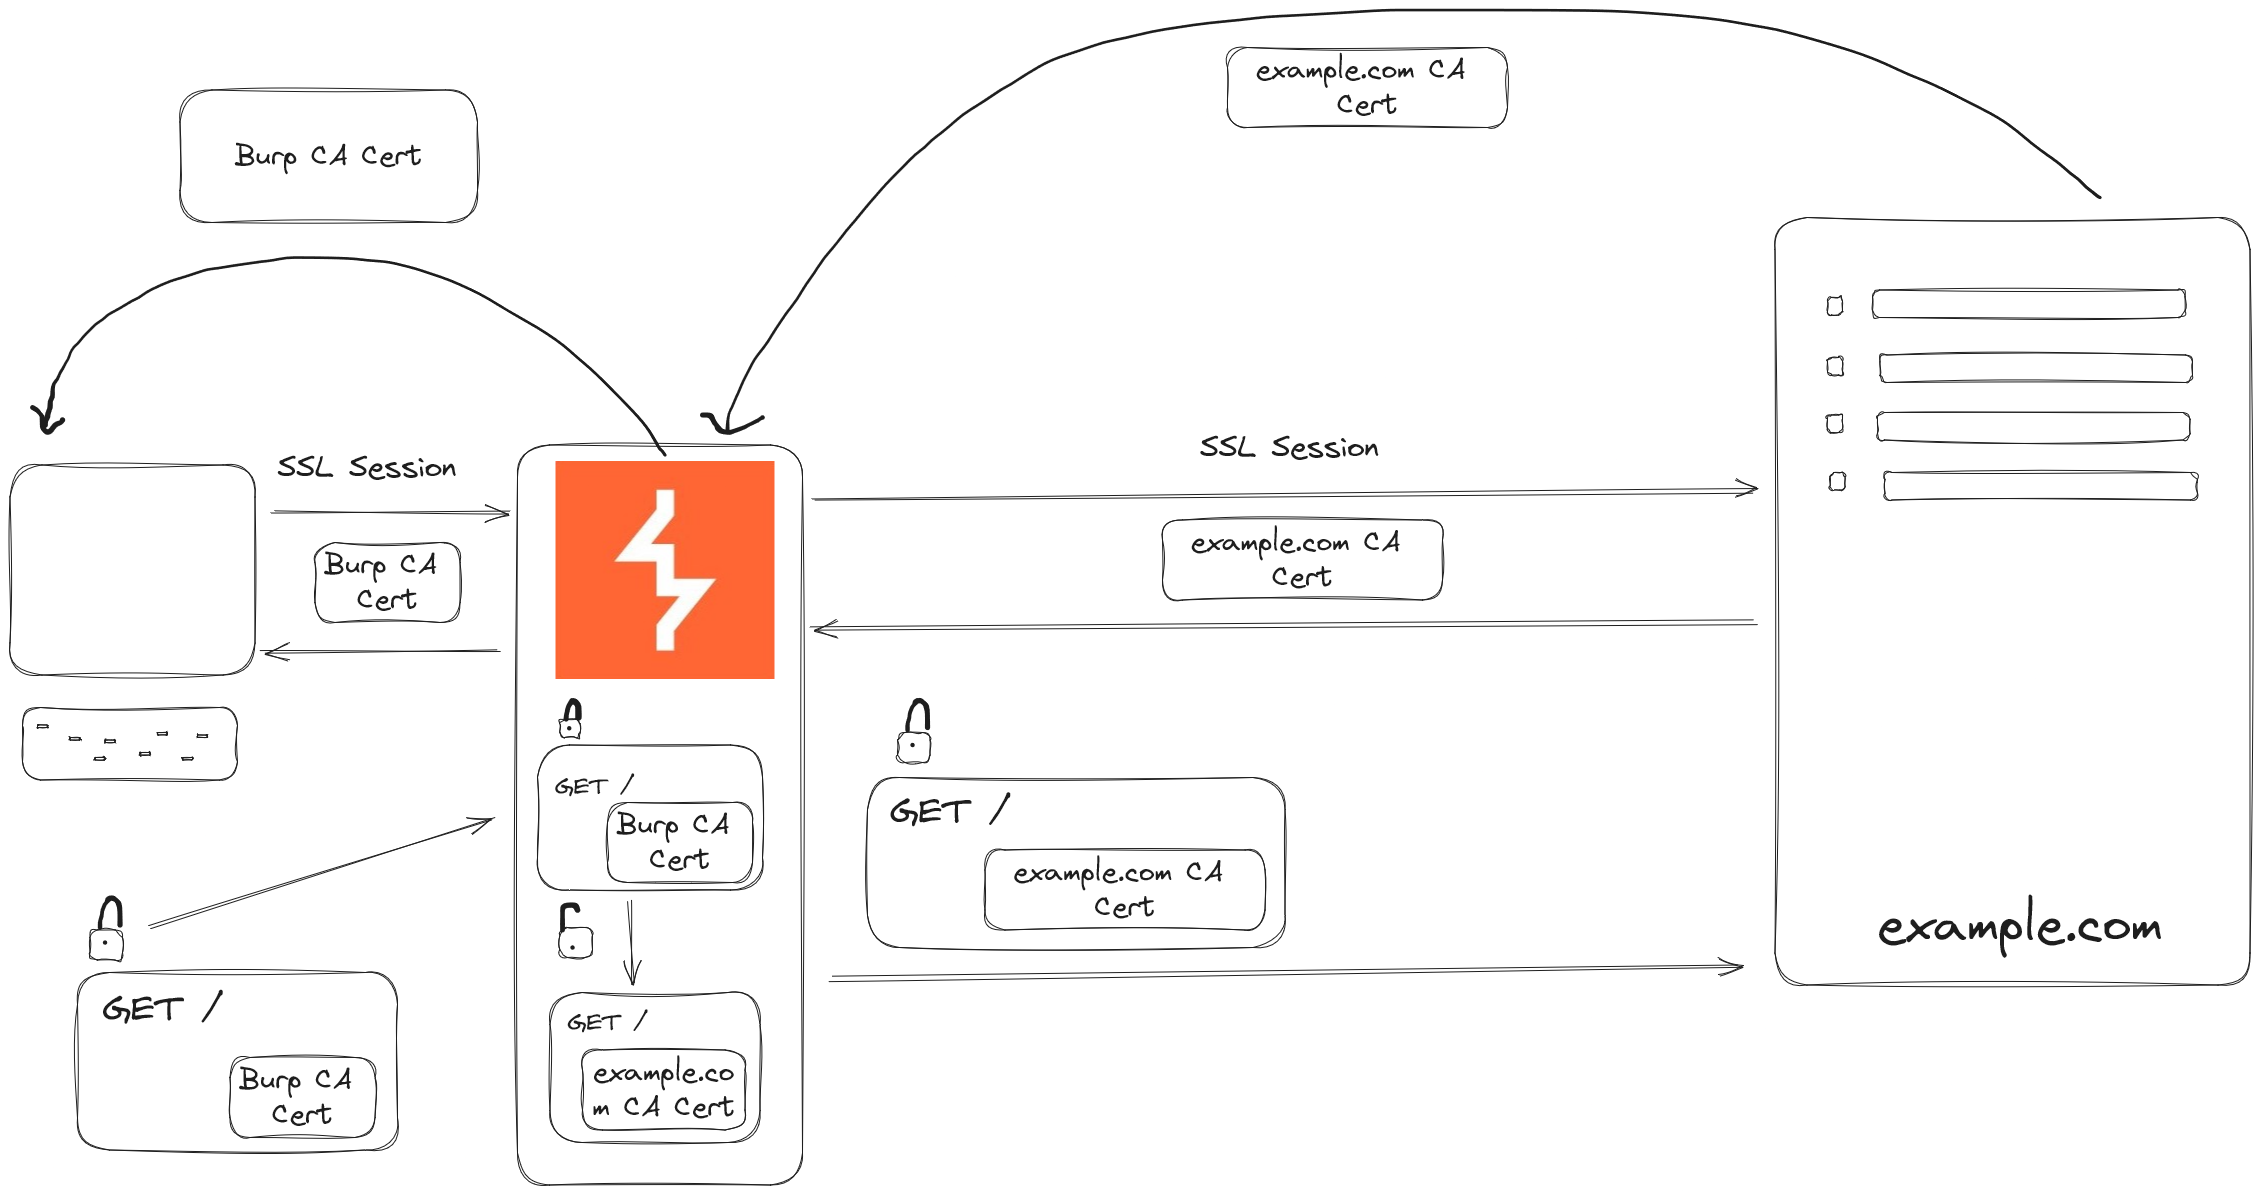 example.com CA
Cert
Burp CA Cert
SSL Session
SSL Session
Burp CA
Cert
example.com CA
Cert
GET /
Burp CA
Cert
GET /
example.com CA
Cert
GET /
Burp CA
Cert
GET /
example.co
m CA Cert
example.com